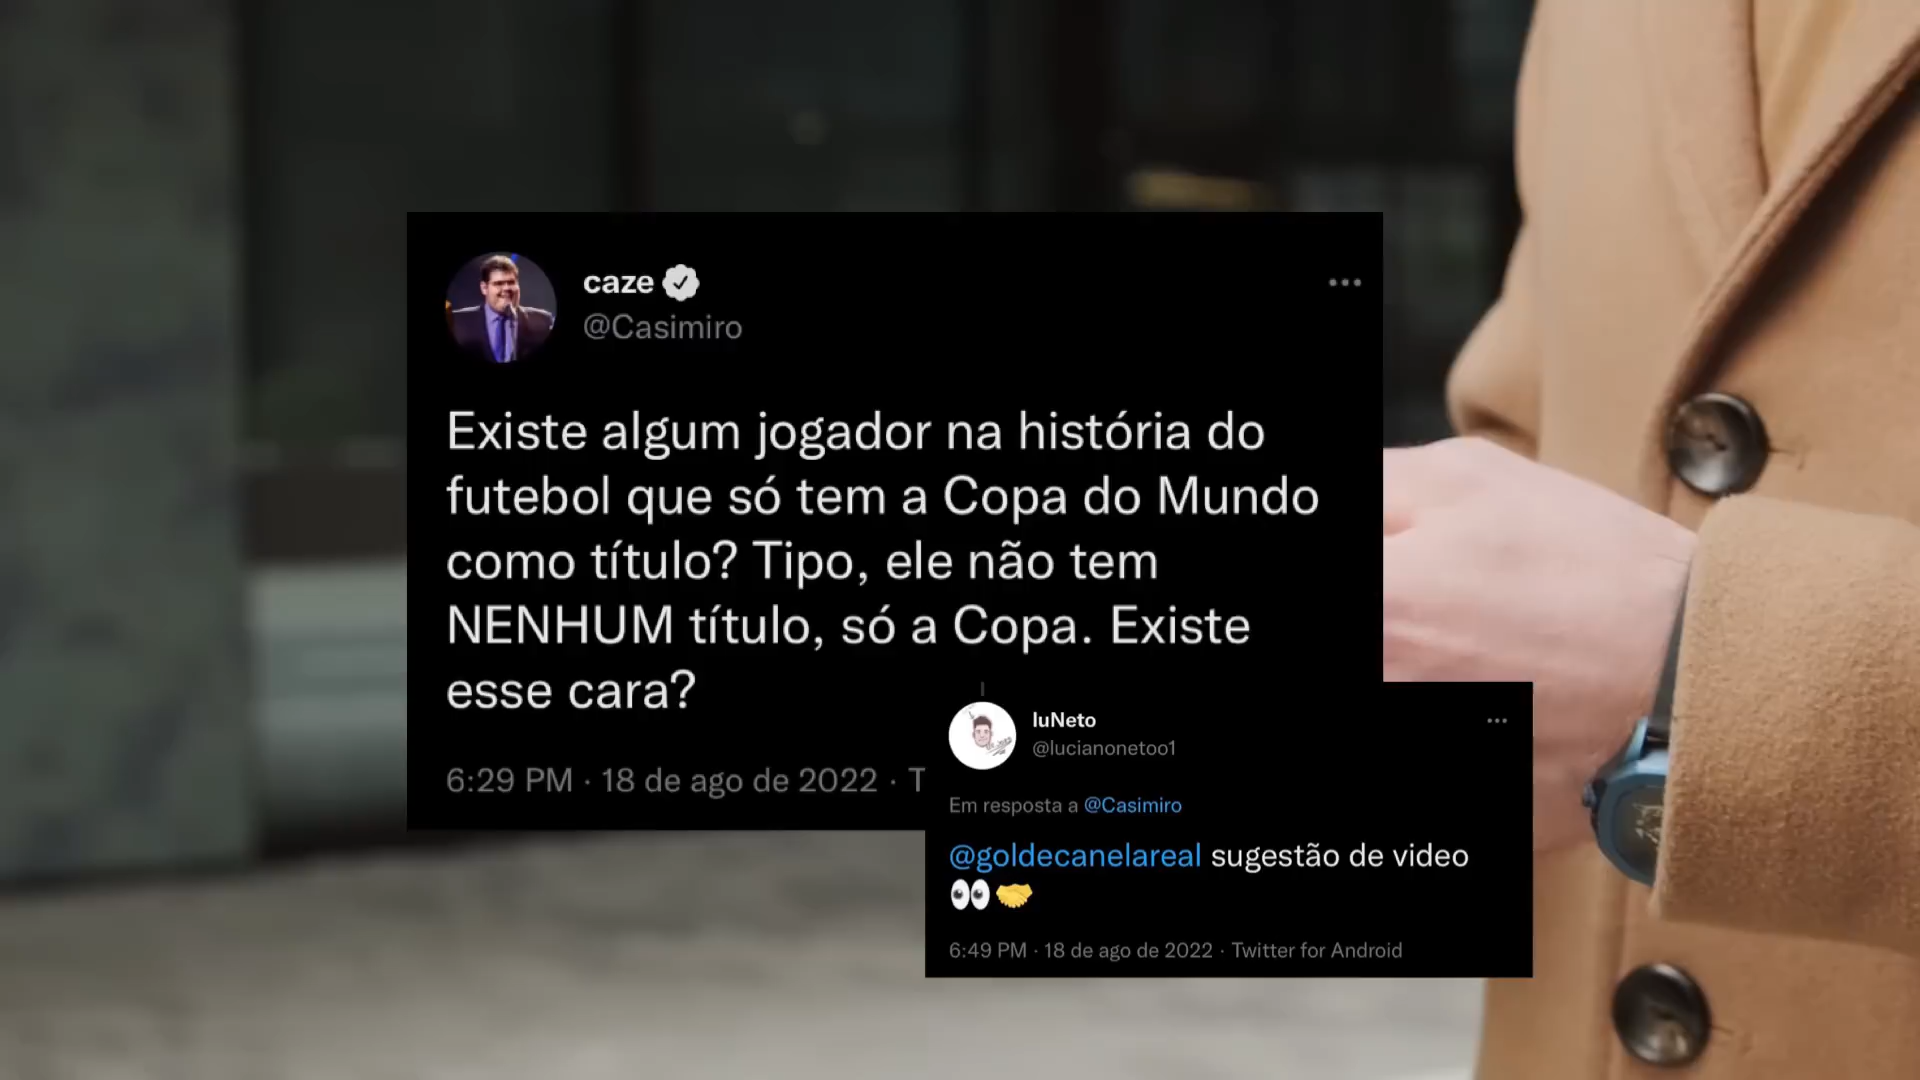 caze
@Casimiro
Existe algum jogador na história do
futebol que só tem a Copa do Mundo
como título? Tipo, ele não tem
NENHUM título, só a Copa. Existe
esse cara?
6:29 PM · 18 de ago de 2022 · T
luNeto
@lucianonetoo1
Em resposta a @Casimiro
@goldecanelareal sugestão de video
👀🤝
6:49 PM · 18 de ago de 2022 · Twitter for Android